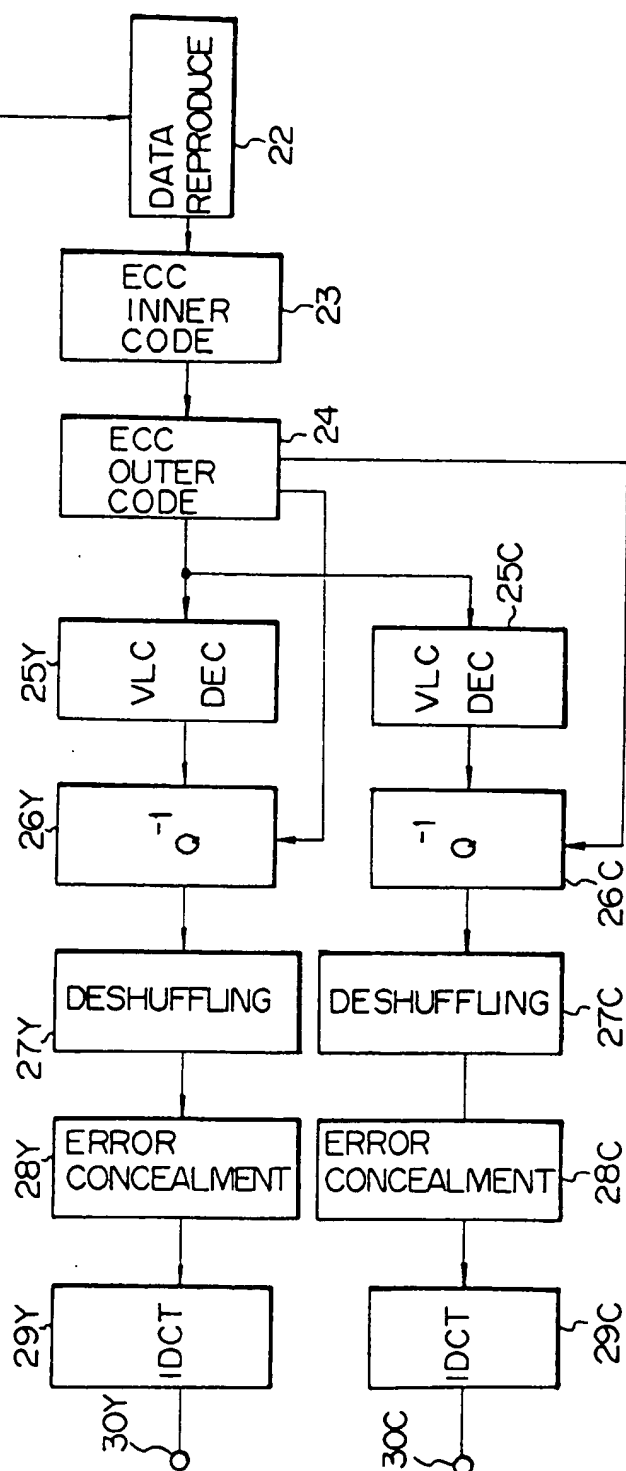 DATA
REPRODUCE
22
ECC
INNER
CODE
23
ECC
OUTER
CODE
24
25Y
VLC
DEC
25C
VLC
DEC
26Y
Q⁻¹
26C
Q⁻¹
27Y
DESHUFFLING
DESHUFFLING
27C
28Y
ERROR
CONCEALMENT
ERROR
CONCEALMENT
28C
29Y
IDCT
IDCT
29C
30Y
30C